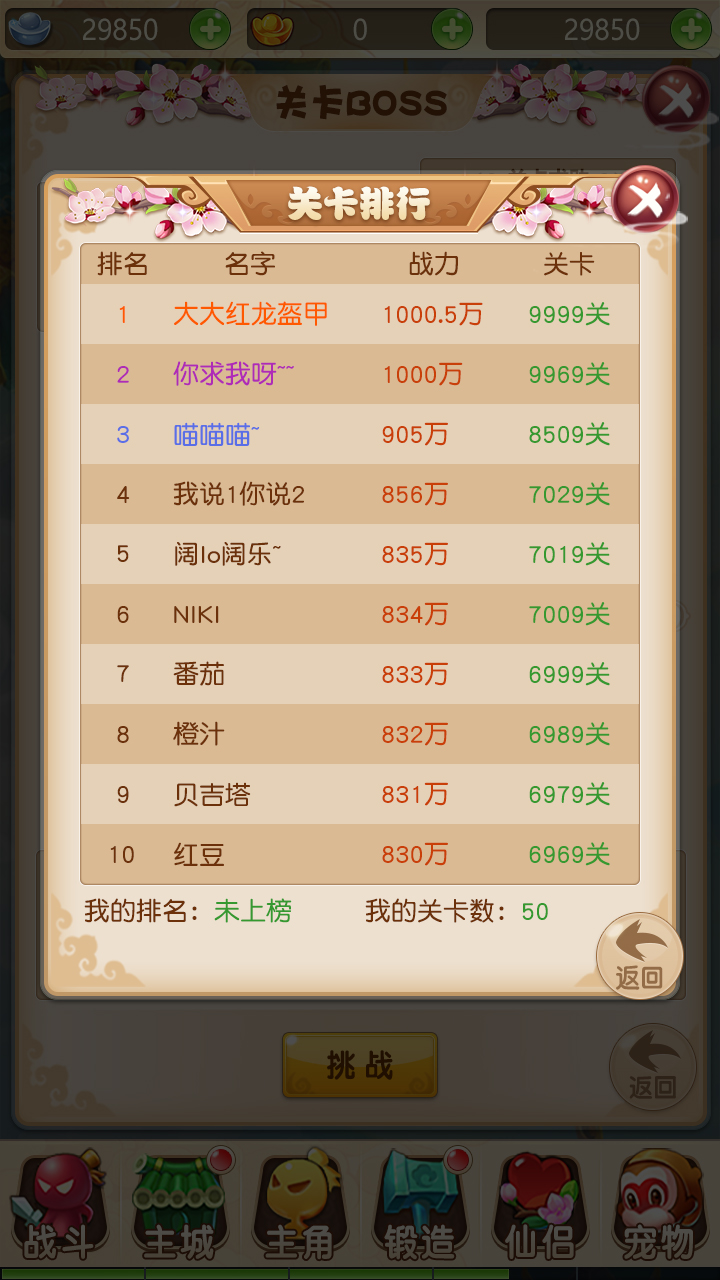 29850 0 29850
关卡BOSS
关卡排行
排名 名字 战力 关卡
1 大大红龙盔甲 1000.5万 9999关
2 你求我呀~~ 1000万 9969关
3 喵喵喵~ 905万 8509关
4 我说1你说2 856万 7029关
5 阔lo阔乐~ 835万 7019关
6 NIKI 834万 7009关
7 番茄 833万 6999关
8 橙汁 832万 6989关
9 贝吉塔 831万 6979关
10 红豆 830万 6969关
我的排名：未上榜 我的关卡数：50
返回
挑战
返回
战斗 主城 主角 锻造 仙侣 宠物